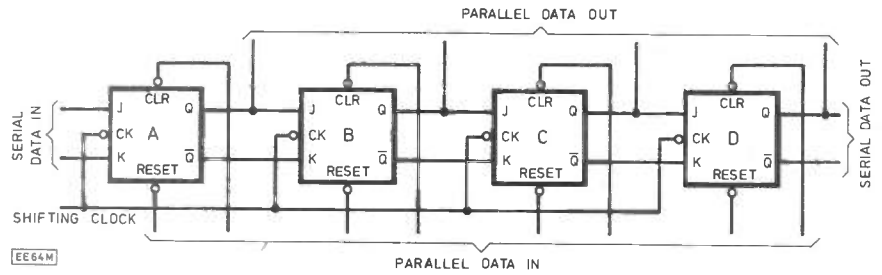 PARALLEL DATA OUT
SERIAL DATA IN
J CLR Q
CK A
K Q̅
RESET
J CLR Q
CK B
K Q̅
RESET
J CLR Q
CK C
K Q̅
RESET
J CLR Q
CK D
K Q̅
RESET
SERIAL DATA OUT
SHIFTING CLOCK
EE64M
PARALLEL DATA IN